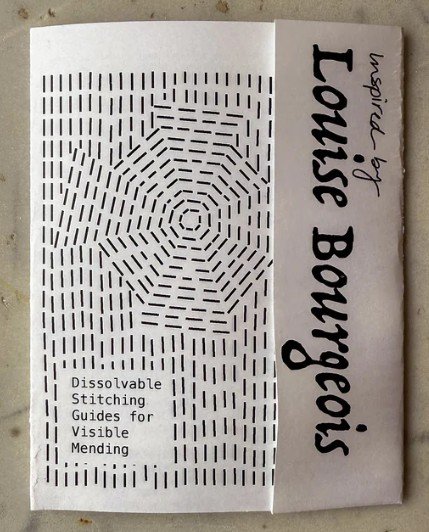 Inspired by
Louise Bourgeois
Dissolvable
Stitching
Guides for
Visible
Mending